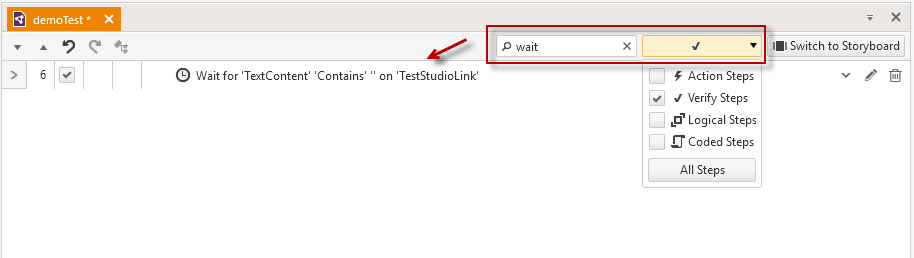 demoTest *
wait
Switch to Storyboard
6 Wait for 'TextContent' 'Contains' '' on 'TestStudioLink'
Action Steps
Verify Steps
Logical Steps
Coded Steps
All Steps